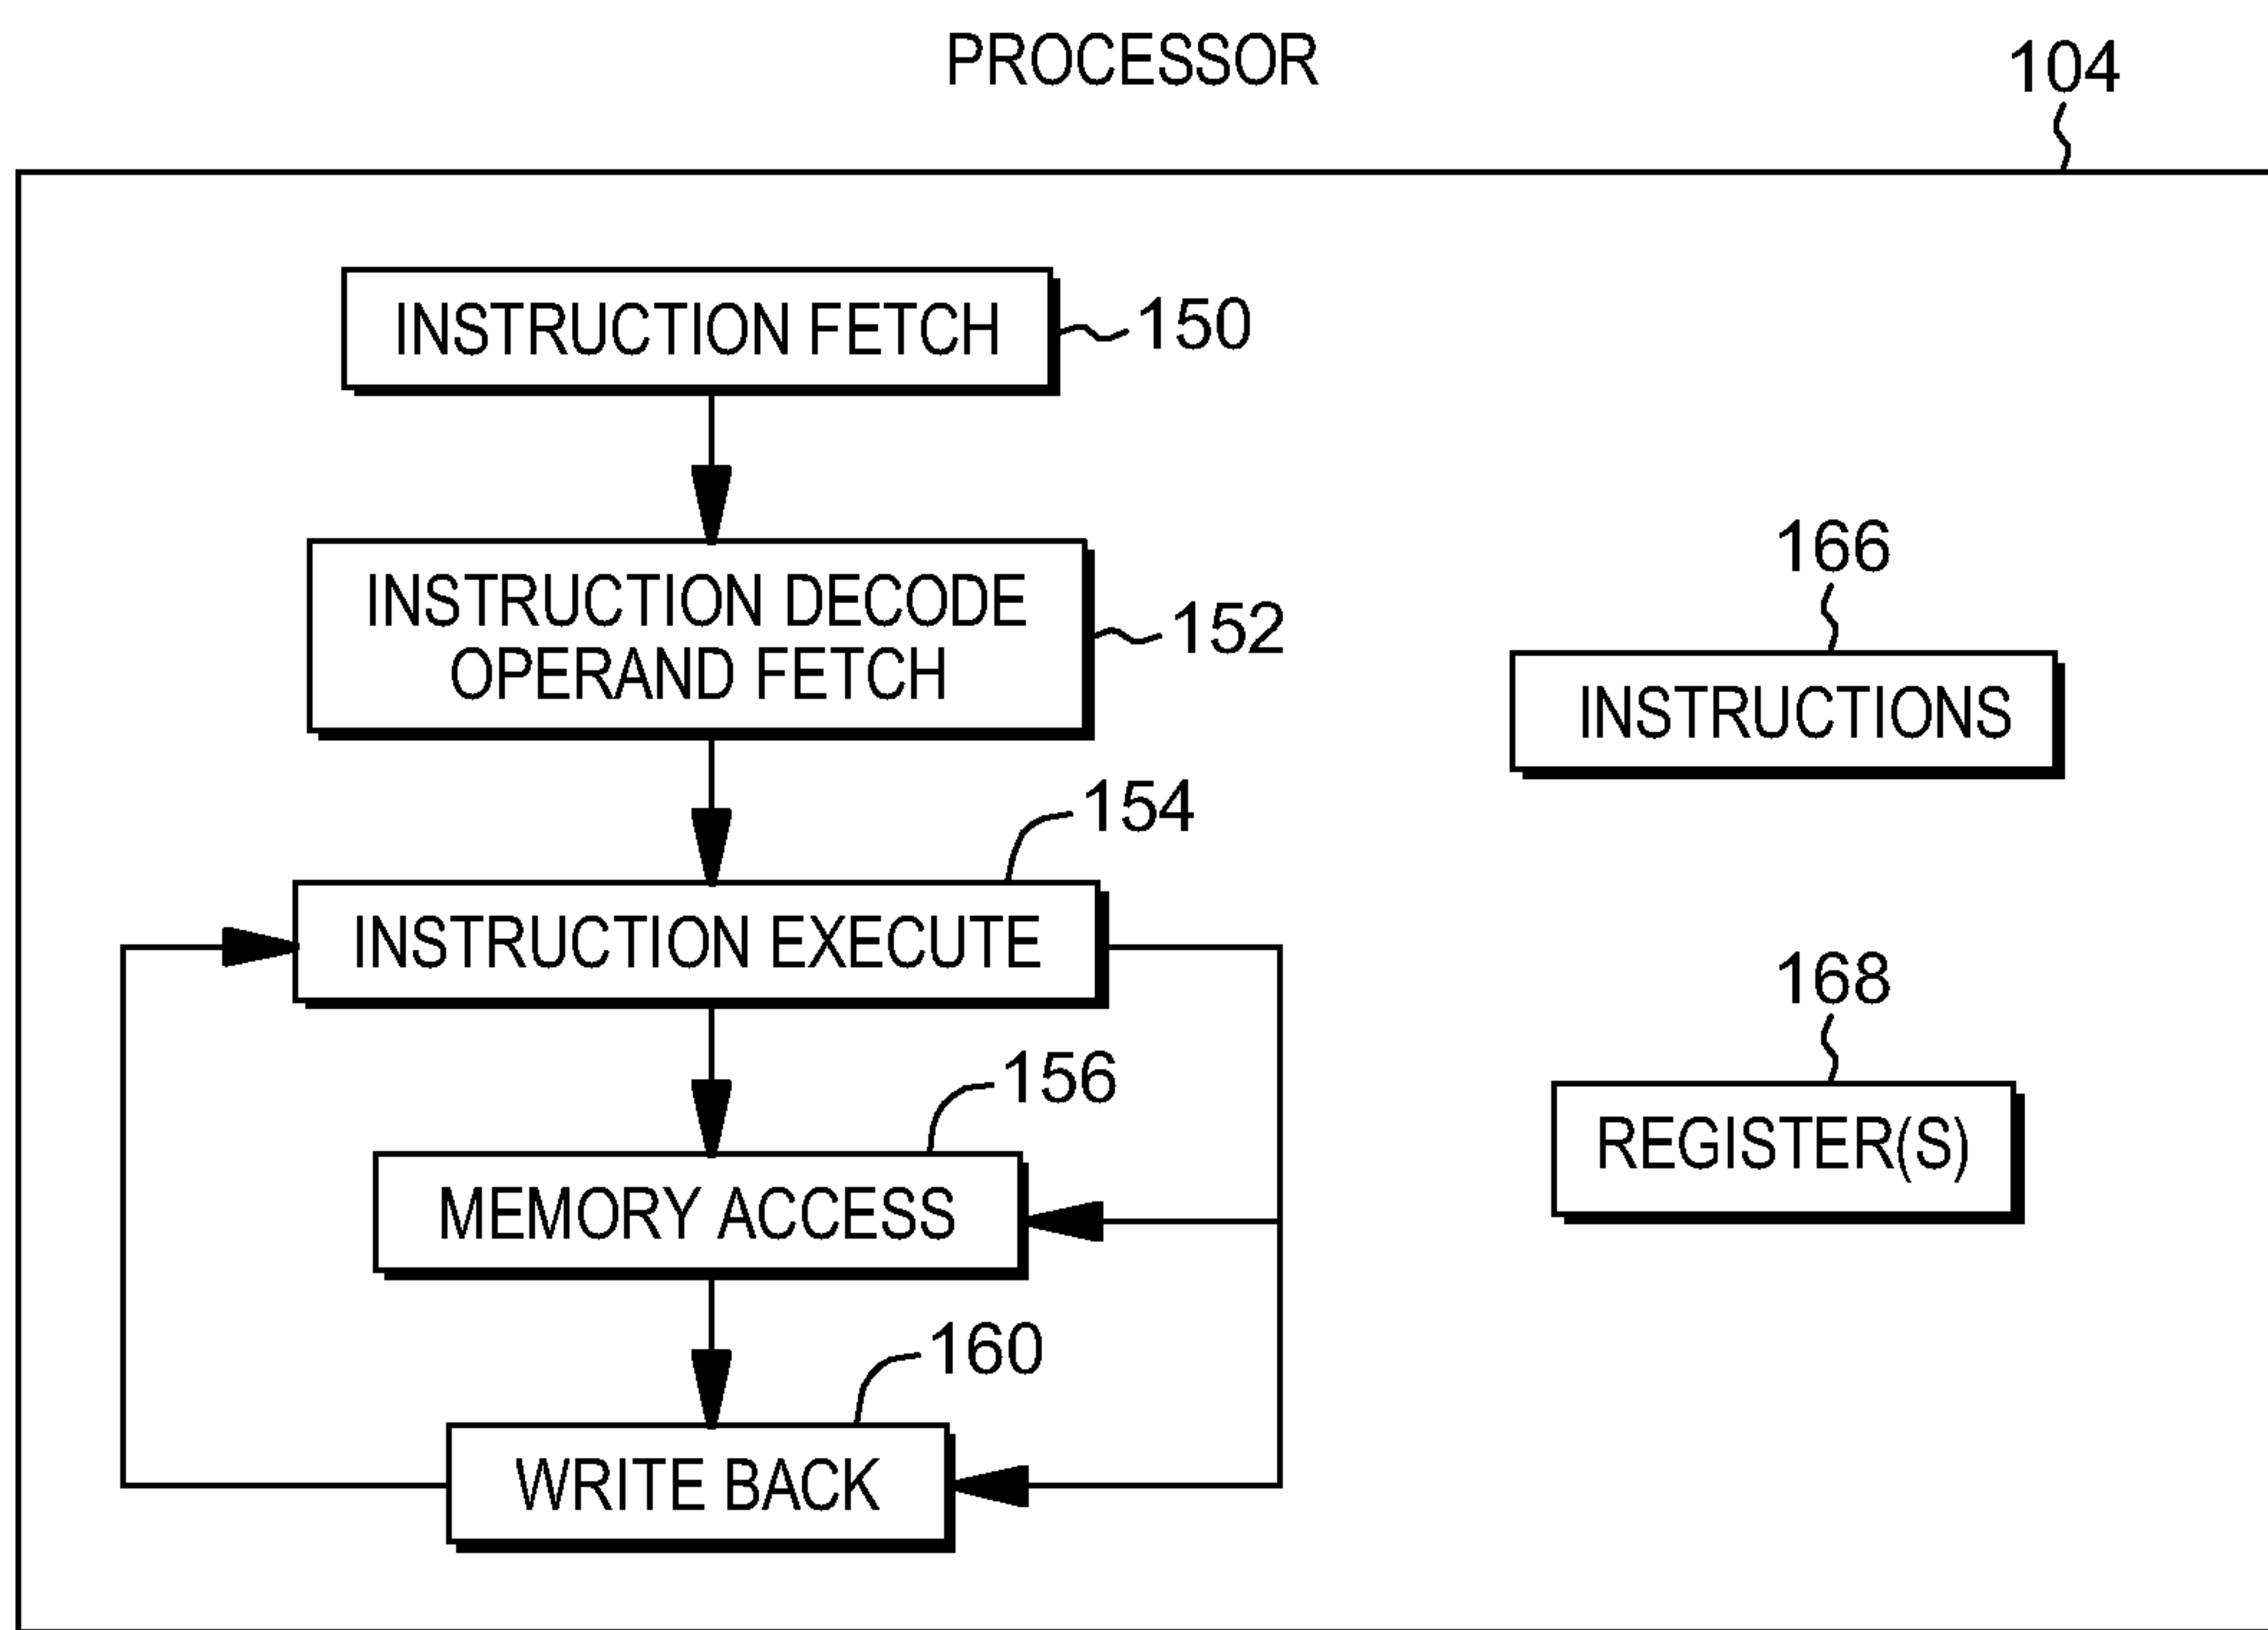 PROCESSOR
104
INSTRUCTION FETCH
150
INSTRUCTION DECODE
OPERAND FETCH
152
154
INSTRUCTION EXECUTE
156
MEMORY ACCESS
160
WRITE BACK
166
INSTRUCTIONS
168
REGISTER(S)